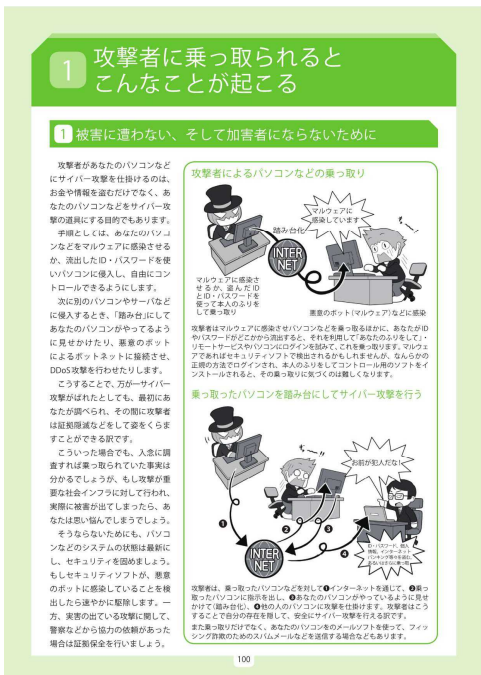 1
攻撃者に乗っ取られると
こんなことが起こる
1 被害に遭わない、そして加害者にならないために
攻撃者があなたのパソコンなど
にサイバー攻撃を仕掛けるのは、
お金や情報を盗むだけでなく、あ
なたのパソコンなどをサイバー攻
撃の道具にする目的でもあります。
手順としては、あなたのパソコ
ンなどをマルウェアに感染させる
か、流出したID・パスワードを使
いパソコンに侵入し、自由にコン
トロールできるようにします。
次に別のパソコンやサーバなど
に侵入するとき、「踏み台」にして
あなたのパソコンがやってるよう
に見せかけたり、悪意のボット
によるボットネットに接続させ、
DDoS攻撃を行わせたりします。
こうすることで、万が一サイバー
攻撃がばれたとしても、最初にあ
なたが調べられ、その間に攻撃者
は証拠隠滅などをして姿をくらま
すことができる訳です。
こういった場合でも、入念に調
査すれば乗っ取られていた事実は
分かるでしょうが、もし攻撃が重
要な社会インフラに対して行われ、
実際に被害が出てしまったら、あ
なたは思い悩んでしまうでしょう。
そうならないためにも、パソコ
ンなどのシステムの状態は最新に
し、セキュリティを固めましょう。
もしセキュリティソフトが、悪意
のボットに感染していることを検
出したら速やかに駆除します。一
方、実害の出ている攻撃に関して、
警察などから協力の依頼があった
場合は証拠保全を行いましょう。
攻撃者によるパソコンなどの乗っ取り
マルウェアに
感染しています
踏み台化
INTER
NET
マルウェアに感染さ
せるか、盗んだID
とID・パスワードを
使って本人のふりを
して乗っ取り
悪意のボット(マルウェア)などに感染
攻撃者はマルウェアに感染させパソコンなどを乗っ取るほかに、あなたがID
やパスワードがどこかから流出すると、それを利用して「あなたのふりをして」・
リモートサービスやパソコンにログインを試みて、これを乗っ取ります。マルウェ
アであればセキュリティソフトで検出されるかもしれませんが、なんらかの
正規の方法でログインされ、本人のふりをしてコントロール用のソフトをイ
ンストールされると、その乗っ取りに気づくのは難しくなります。
乗っ取ったパソコンを踏み台にしてサイバー攻撃を行う
お前が犯人だな!
❶
❷
❸
❹
INTER
NET
ID・パスワード、個人
情報、インターネット
バンキング等々を盗む、
あるいはさらに乗っ取
攻撃者は、乗っ取ったパソコンなどを対して❶インターネットを通じて、❷乗っ
取ったパソコンに指示を出し、❸あなたのパソコンがやっているように見せ
かけて(踏み台化)、❹他の人のパソコンに攻撃を仕掛けます。攻撃者はこう
することで自分の存在を隠して、安全にサイバー攻撃を行える訳です。
また乗っ取りだけでなく、あなたのパソコンをのメールソフトを使って、フィッ
シング詐欺のためのスパムメールなどを送信する場合などもあります。
100